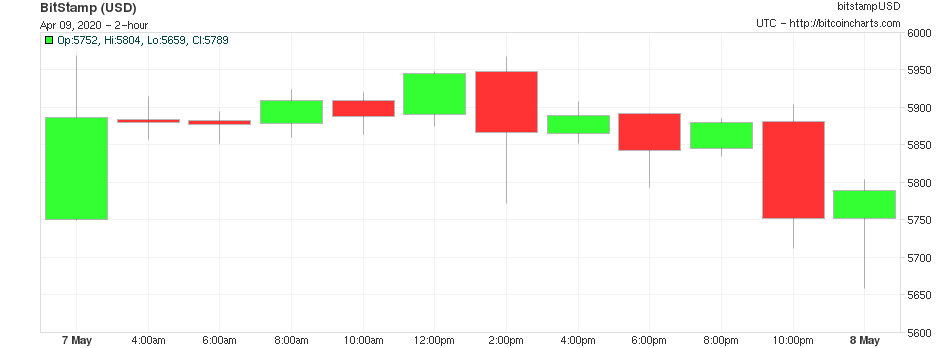 BitStamp (USD)
bitstampUSD
Apr 09, 2020 - 2-hour
UTC - http://bitcoincharts.com
Op:5752, Hi:5804, Lo:5659, Cl:5789
6000
5950
5900
5850
5800
5750
5700
5650
5600
7 May 4:00am 6:00am 8:00am 10:00am 12:00pm 2:00pm 4:00pm 6:00pm 8:00pm 10:00pm 8 May